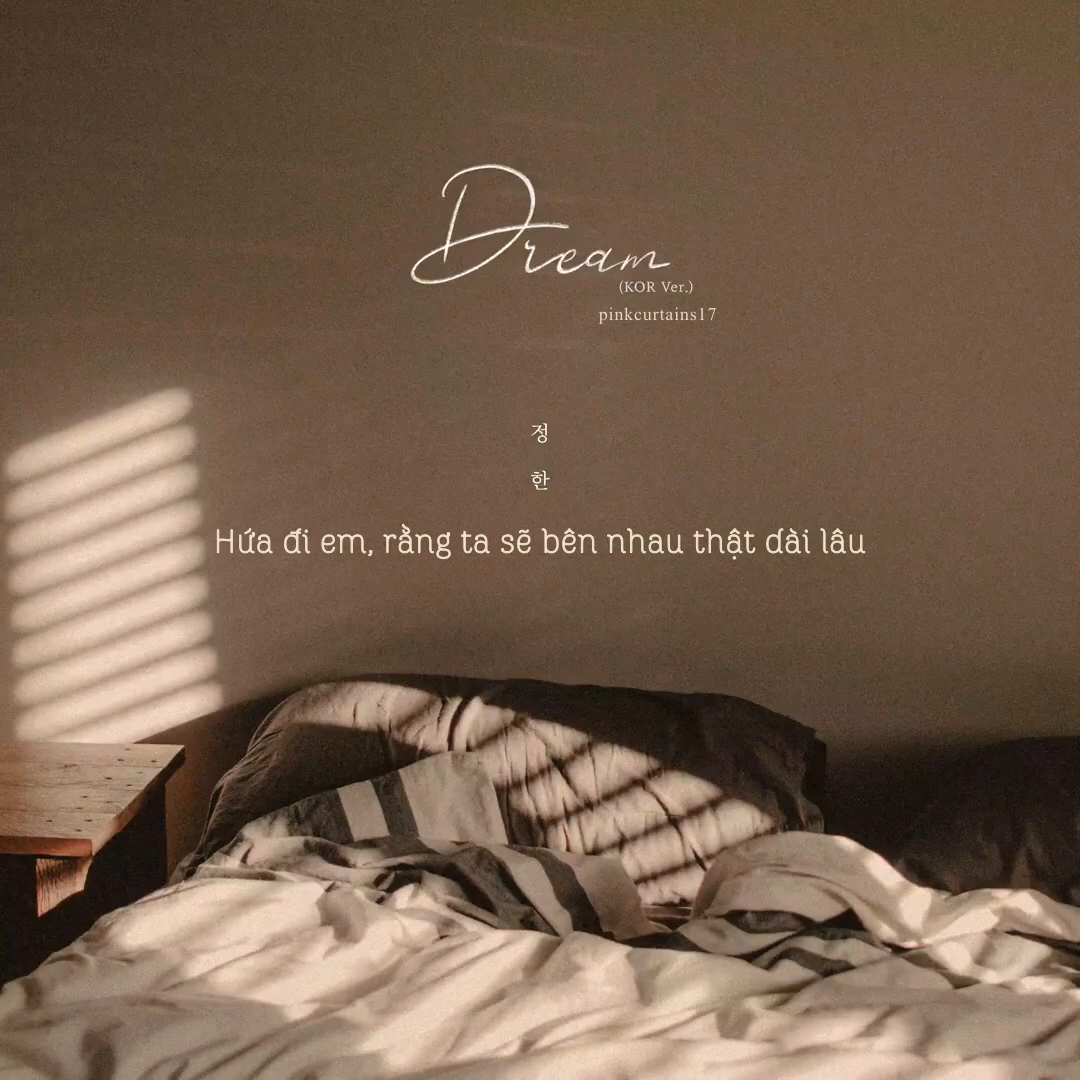 Dream
(KOR Ver.)
pinkcurtains17
정
한
Hứa đi em, rằng ta sẽ bên nhau thật dài lâu